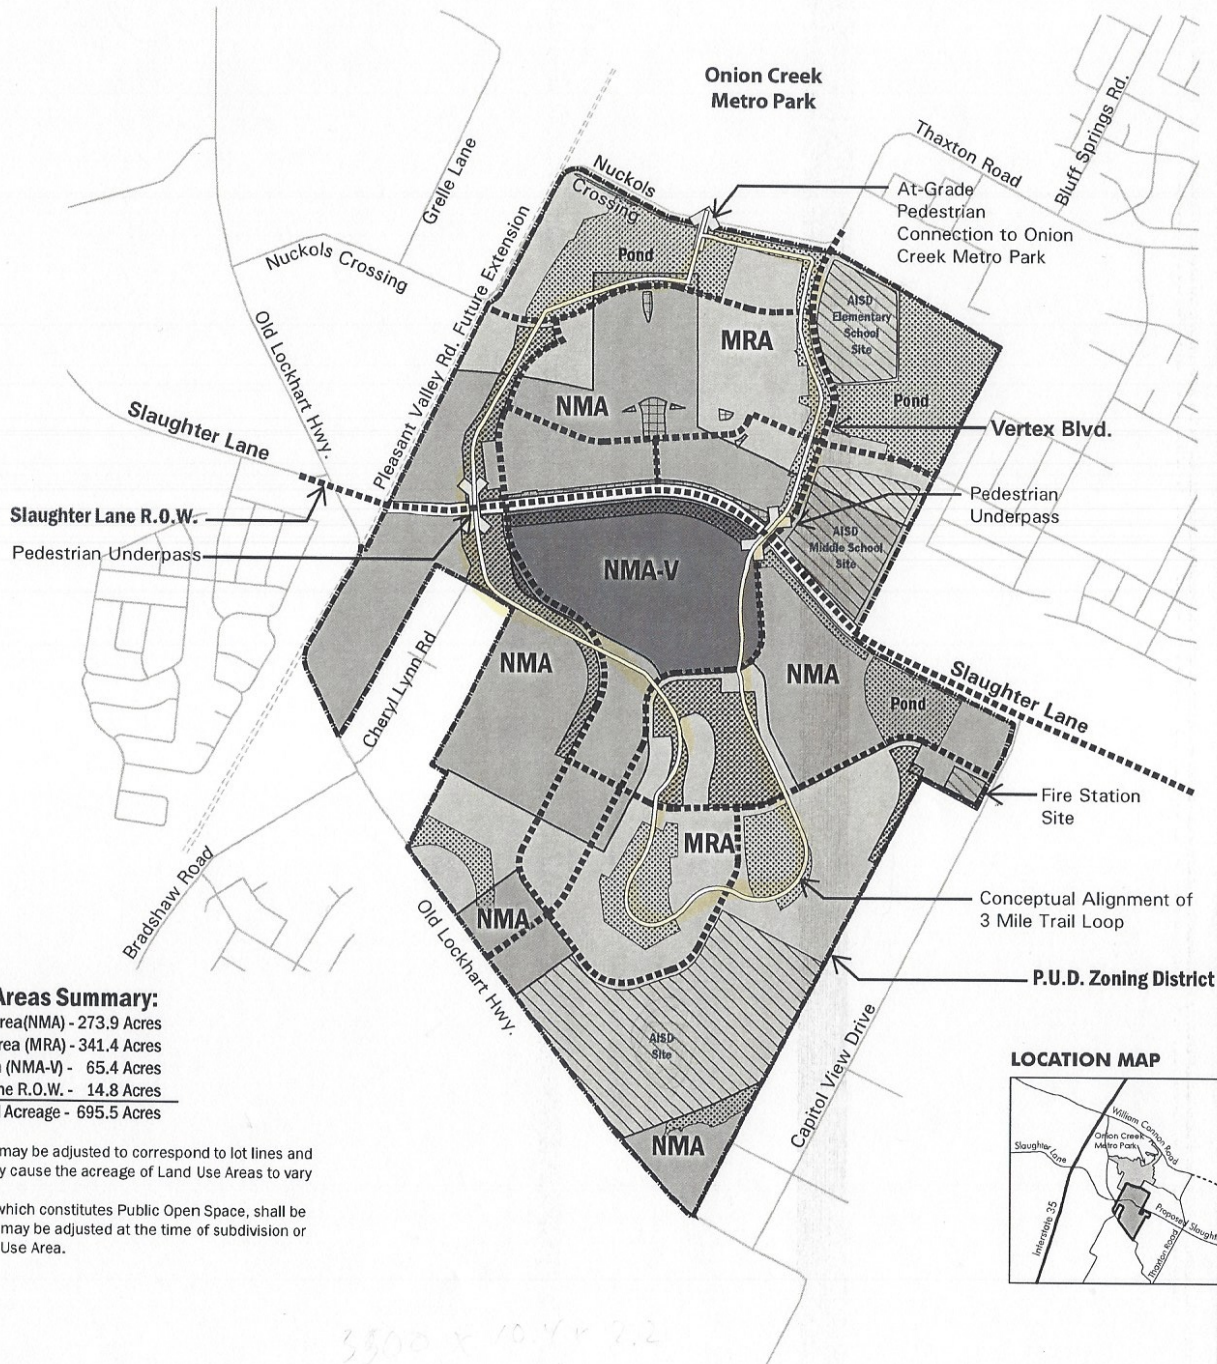 Onion Creek
Metro Park
Bluff Springs Rd.
Thaxton Road
Grelle Lane
Nuckols
Crossing
At-Grade
Pedestrian
Connection to Onion
Creek Metro Park
Nuckols Crossing
Pond
Pleasant Valley Rd. Future Extension
AISD
Elementary
School
Site
Old Lockhart Hwy.
MRA
NMA
Pond
Slaughter Lane
Vertex Blvd.
Slaughter Lane R.O.W.
Pedestrian
Underpass
Pedestrian Underpass
AISD
Middle School
Site
NMA-V
NMA
NMA
Cheryl Lynn Rd
Slaughter Lane
Pond
Fire Station
Site
MRA
Bradshaw Road
NMA
Conceptual Alignment of
3 Mile Trail Loop
Old Lockhart Hwy.
P.U.D. Zoning District
Areas Summary:
rea(NMA) - 273.9 Acres
rea (MRA) - 341.4 Acres
(NMA-V) - 65.4 Acres
ne R.O.W. - 14.8 Acres
Acreage - 695.5 Acres
AISD
Site
Capitol View Drive
NMA
may be adjusted to correspond to lot lines and
y cause the acreage of Land Use Areas to vary
which constitutes Public Open Space, shall be
may be adjusted at the time of subdivision or
Use Area.
LOCATION MAP
William Cannon Road
Onion Creek
Metro Park
Slaughter Lane
Interstate 35
Proposed Slaught
Thaxton Road